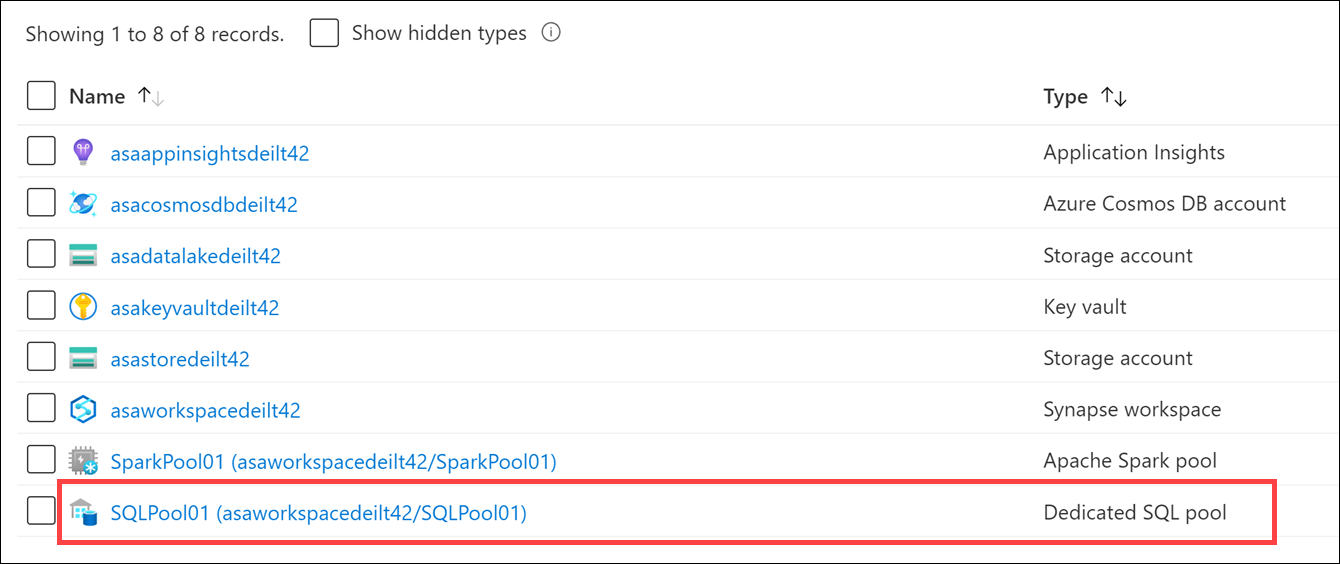 Showing 1 to 8 of 8 records. Show hidden types
Name Type
asaappinsightsdeilt42 Application Insights
asacosmosdbdeilt42 Azure Cosmos DB account
asadatalakedeilt42 Storage account
asakeyvaultdeilt42 Key vault
asastoredeilt42 Storage account
asaworkspacedeilt42 Synapse workspace
SparkPool01 (asaworkspacedeilt42/SparkPool01) Apache Spark pool
SQLPool01 (asaworkspacedeilt42/SQLPool01) Dedicated SQL pool